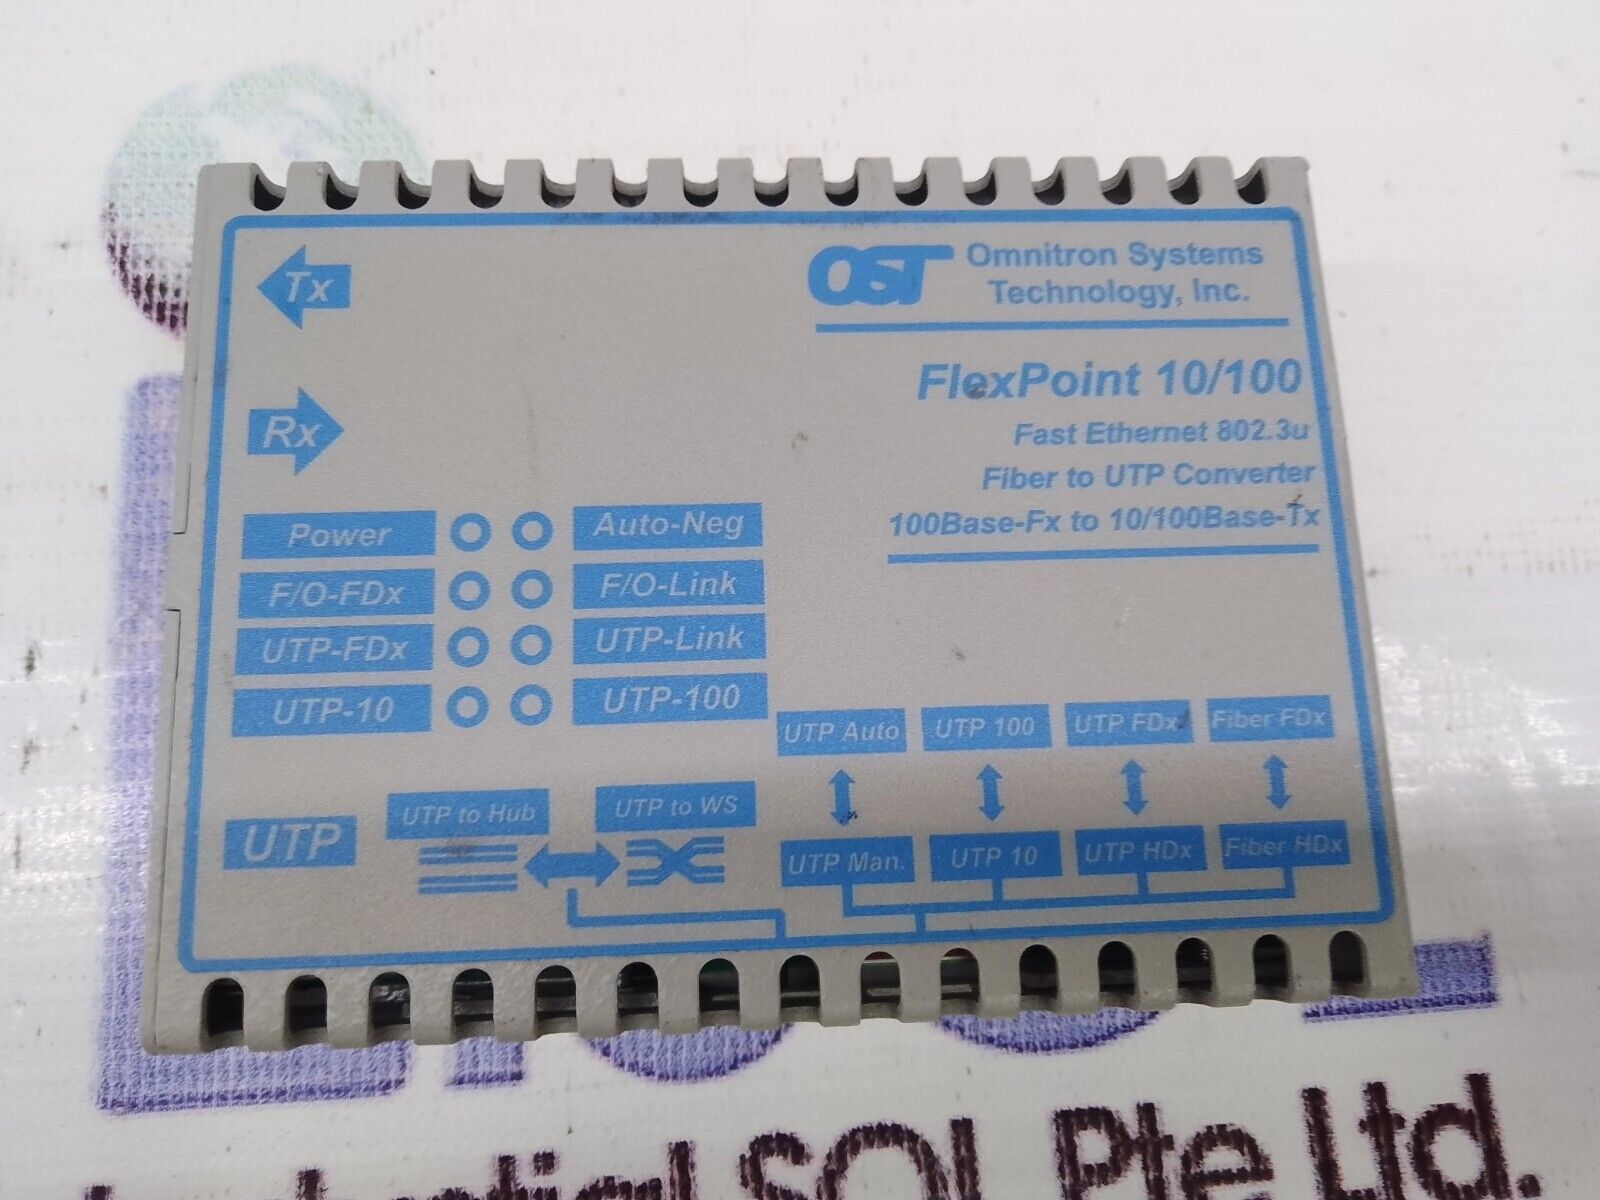 Tx
OST Omnitron Systems
Technology, Inc.
FlexPoint 10/100
Rx
Fast Ethernet 802.3u
Fiber to UTP Converter
100Base-Fx to 10/100Base-Tx
Power Auto-Neg
F/O-FDx F/O-Link
UTP-FDx UTP-Link
UTP-10 UTP-100
UTP Auto UTP 100 UTP FDx Fiber FDx
UTP to Hub UTP to WS
UTP
UTP Man. UTP 10 UTP HDx Fiber HDx
SOL Pte Ltd.